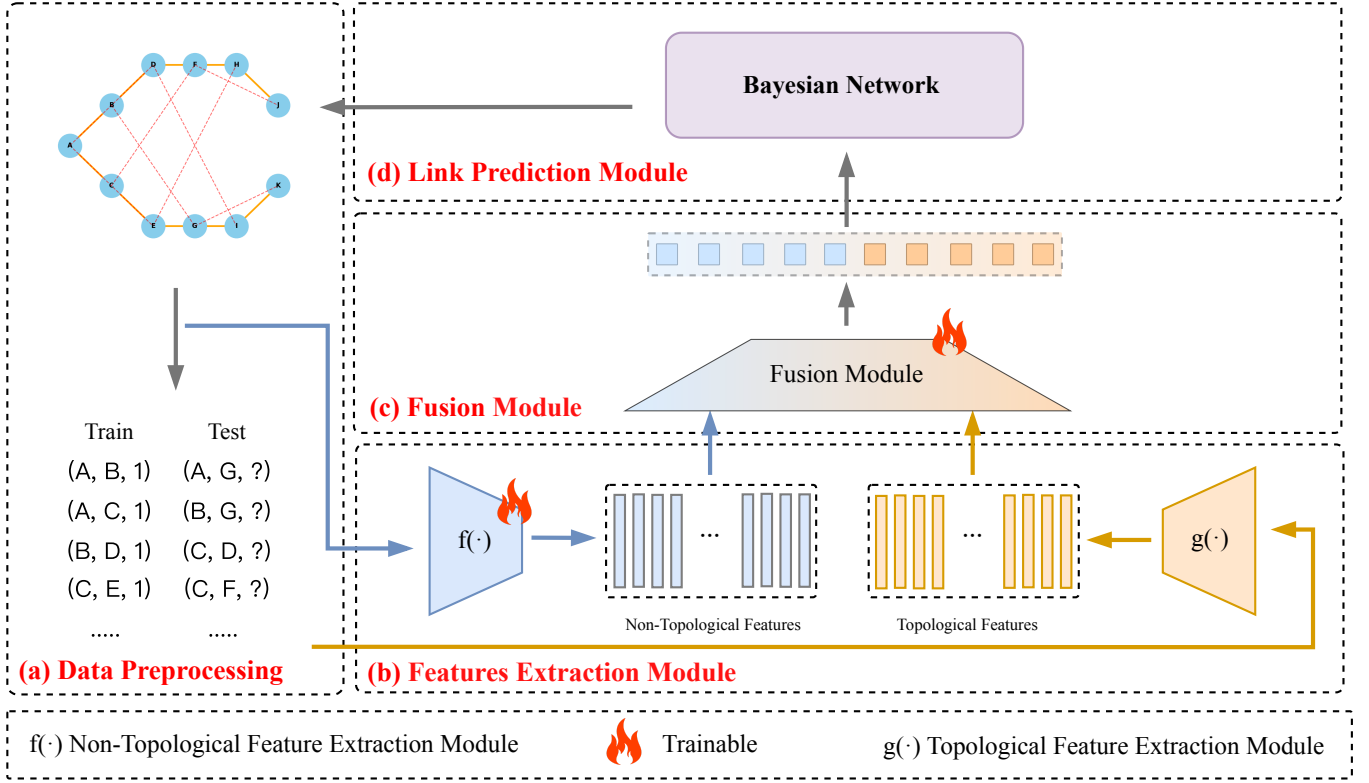 D
F
H
B
J
A
C
K
E
G
I
Train
Test
(A, B, 1)
(A, G, ?)
(A, C, 1)
(B, G, ?)
(B, D, 1)
(C, D, ?)
(C, E, 1)
(C, F, ?)
.....
.....
(a) Data Preprocessing
Bayesian Network
(d) Link Prediction Module
Fusion Module
(c) Fusion Module
f(·)
...
...
g(·)
Non-Topological Features
Topological Features
(b) Features Extraction Module
f(·) Non-Topological Feature Extraction Module
Trainable
g(·) Topological Feature Extraction Module